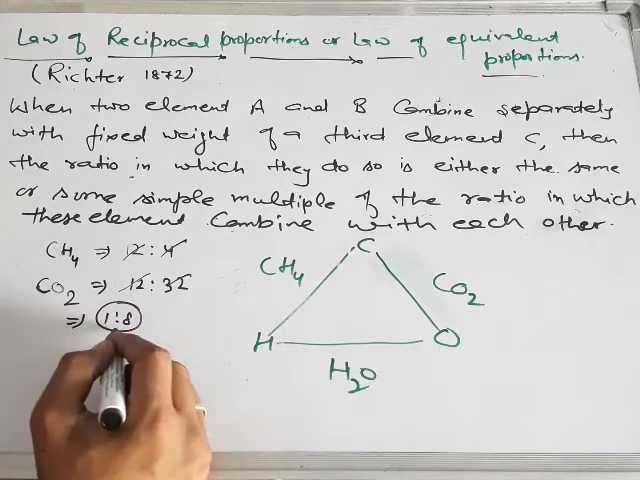 Law of Reciprocal proportions or Law of equivalent
proportions.
(Richter 1872)
When two element A and B Combine separately
with fixed weight of a third element C, then
the ratio in which they do so is either the same
or some simple multiple of the ratio in which
these element Combine with each other.
CH4 ⇒ 12:4
CO2 ⇒ 12:32
⇒ 1:8
C
CH4
CO2
H
O
H2O